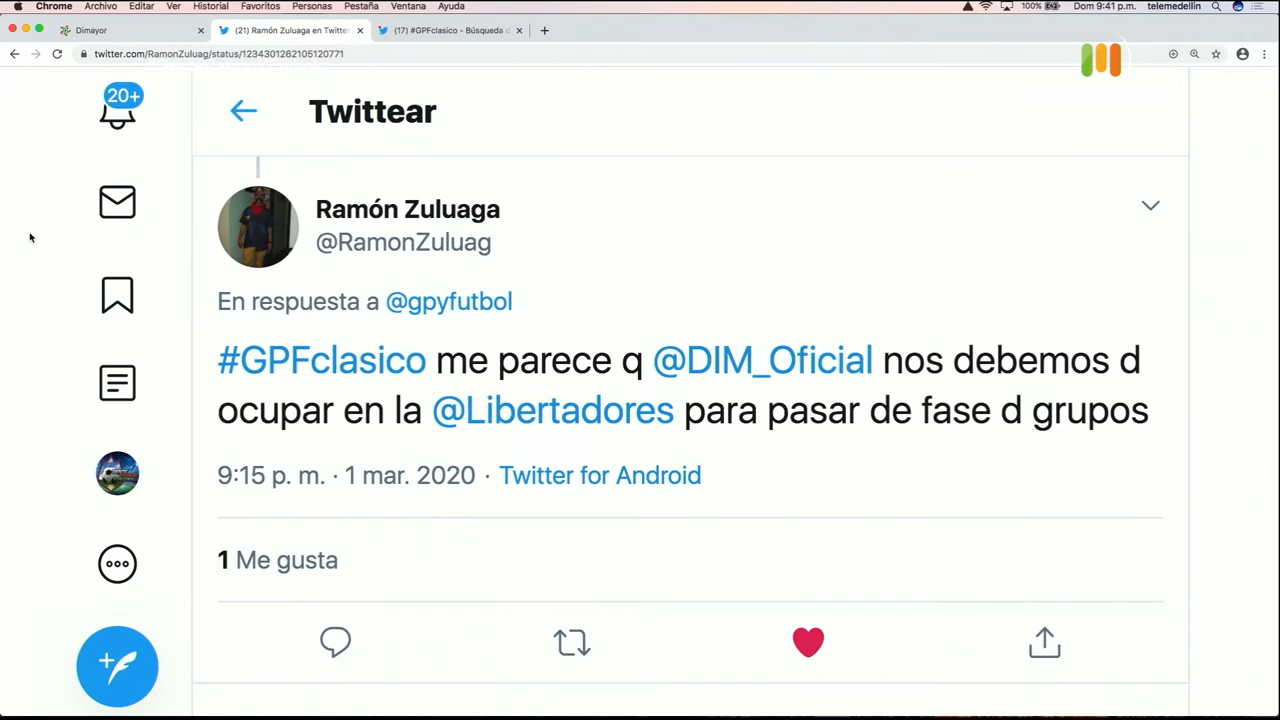 Chrome Archivo Editar Ver Historial Favoritos Personas Pestaña Ventana Ayuda 100% Dom 9:41 p.m. telemedellin
Dimayor (21) Ramón Zuluaga en Twitte (17) #GPFclasico - Búsqueda d
twitter.com/RamonZuluag/status/1234301262105120771
20+
Twittear
Ramón Zuluaga
@RamonZuluag
En respuesta a @gpyfutbol
#GPFclasico me parece q @DIM_Oficial nos debemos d
ocupar en la @Libertadores para pasar de fase d grupos
9:15 p. m. · 1 mar. 2020 · Twitter for Android
1 Me gusta